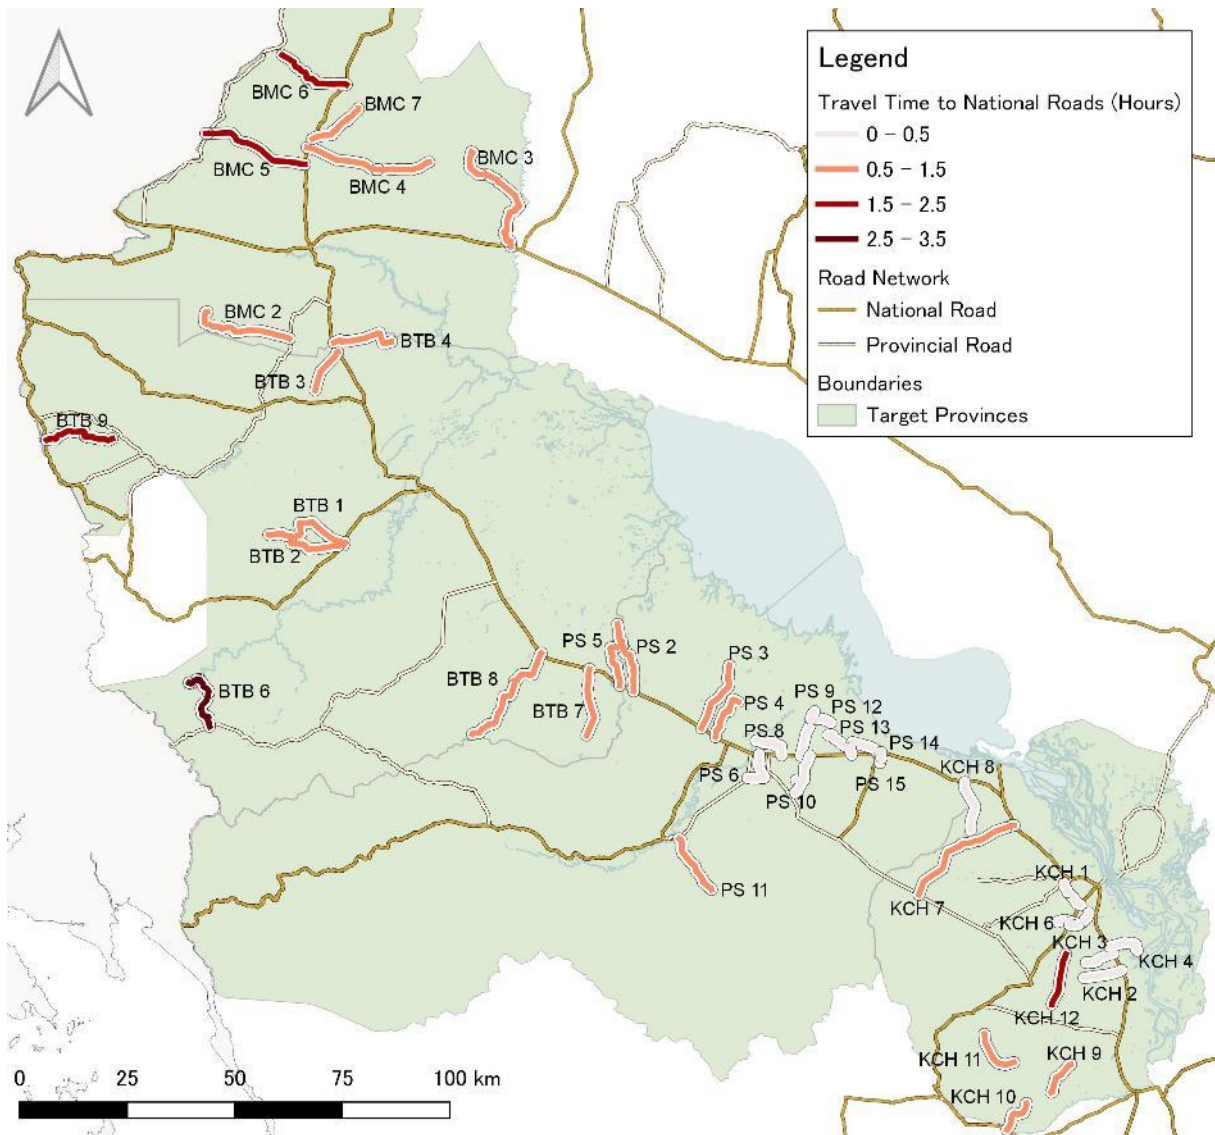 Legend
Travel Time to National Roads (Hours)
0 – 0.5
0.5 – 1.5
1.5 – 2.5
2.5 – 3.5
Road Network
National Road
Provincial Road
Boundaries
Target Provinces
BMC 6
BMC 7
BMC 5
BMC 4
BMC 3
BMC 2
BTB 4
BTB 3
BTB 9
BTB 1
BTB 2
BTB 6
BTB 8
BTB 7
PS 5
PS 2
PS 3
PS 4
PS 9
PS 12
PS 8
PS 13
PS 14
PS 6
PS 10
PS 15
KCH 8
PS 11
KCH 7
KCH 1
KCH 6
KCH 3
KCH 4
KCH 2
KCH 12
KCH 11
KCH 9
KCH 10
0 25 50 75 100 km